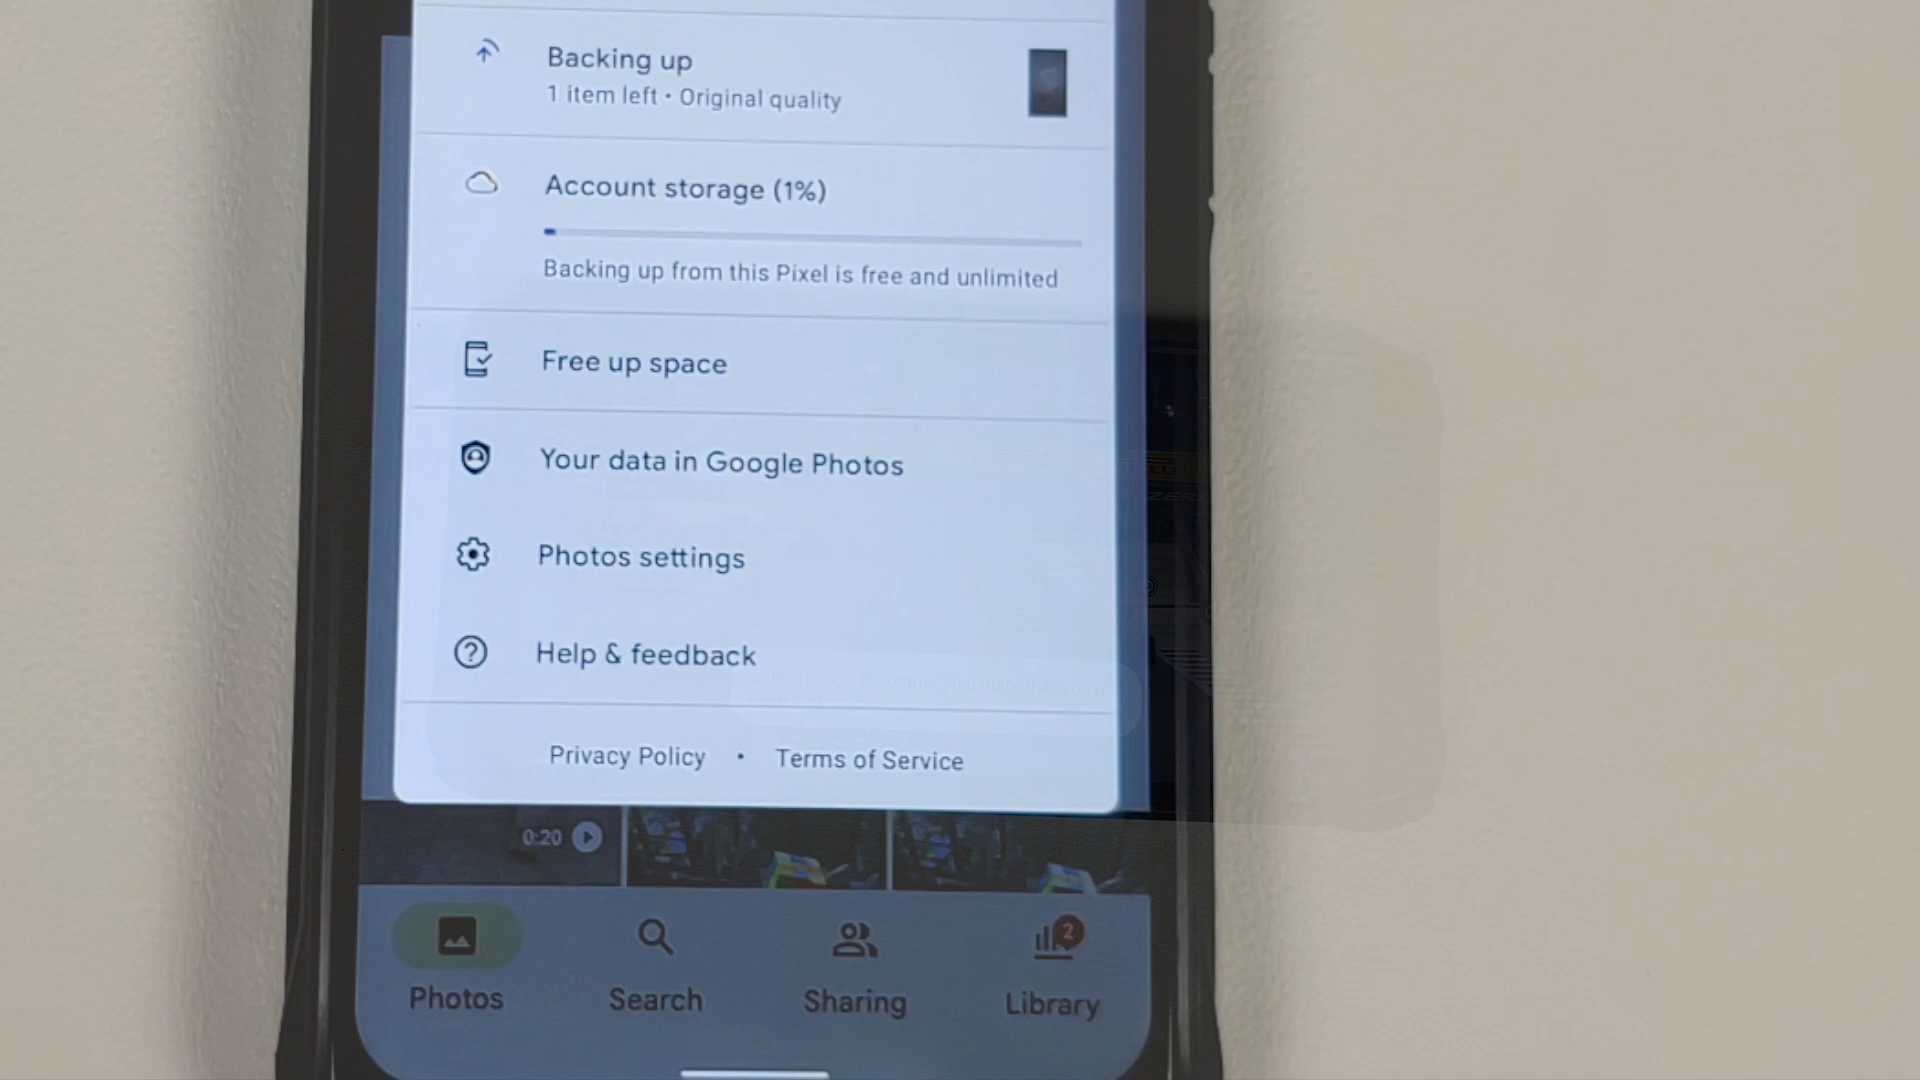 Backing up
1 item left • Original quality
Account storage (1%)
Backing up from this Pixel is free and unlimited
Free up space
Your data in Google Photos
Photos settings
Help & feedback
Privacy Policy • Terms of Service
0:20
2
Photos Search Sharing Library